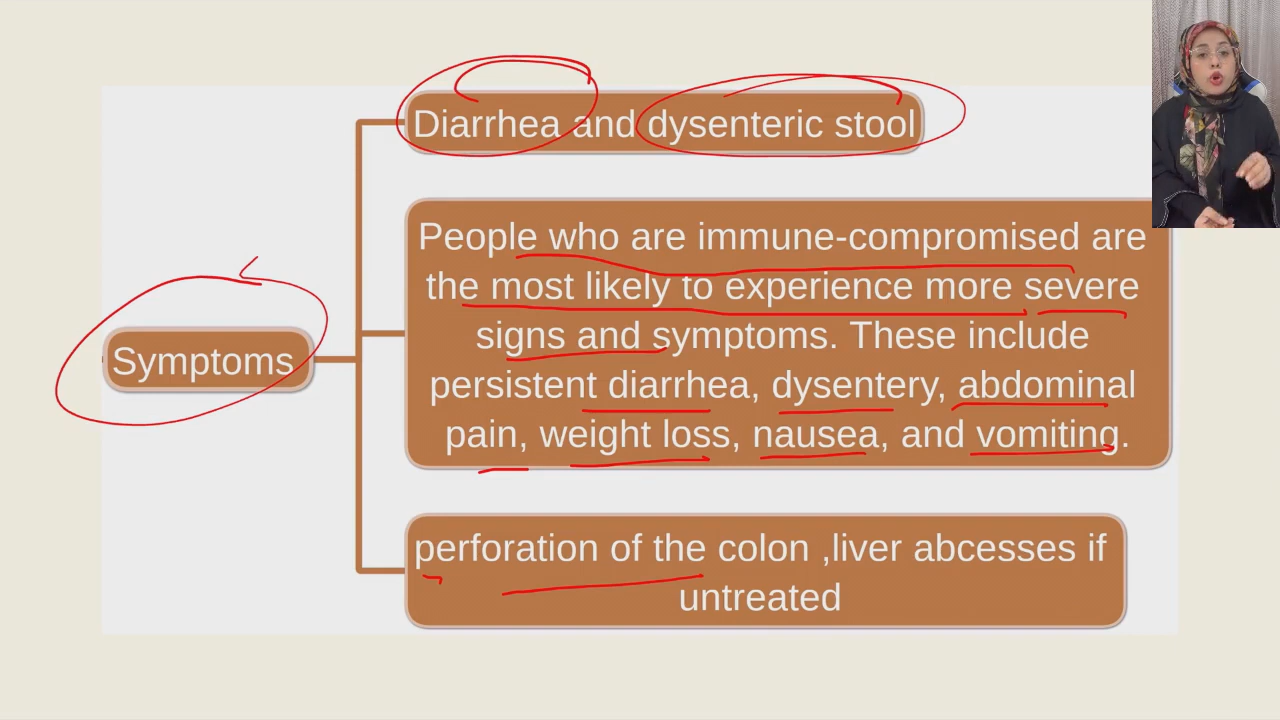 Diarrhea and dysenteric stool
People who are immune-compromised are
the most likely to experience more severe
signs and symptoms. These include
persistent diarrhea, dysentery, abdominal
pain, weight loss, nausea, and vomiting.
Symptoms
perforation of the colon ,liver abcesses if
untreated